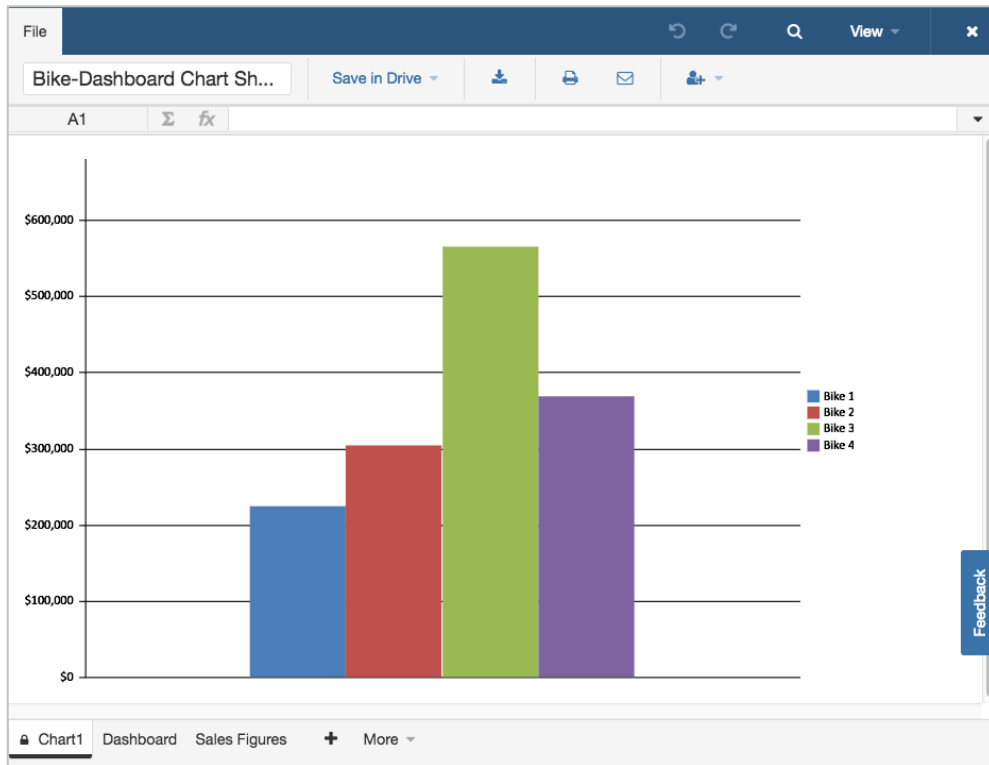 File
View
Bike-Dashboard Chart Sh...
Save in Drive
A1
Σ
fx
$600,000
$500,000
$400,000
$300,000
$200,000
$100,000
$0
Bike 1
Bike 2
Bike 3
Bike 4
Feedback
Chart1 Dashboard Sales Figures + More